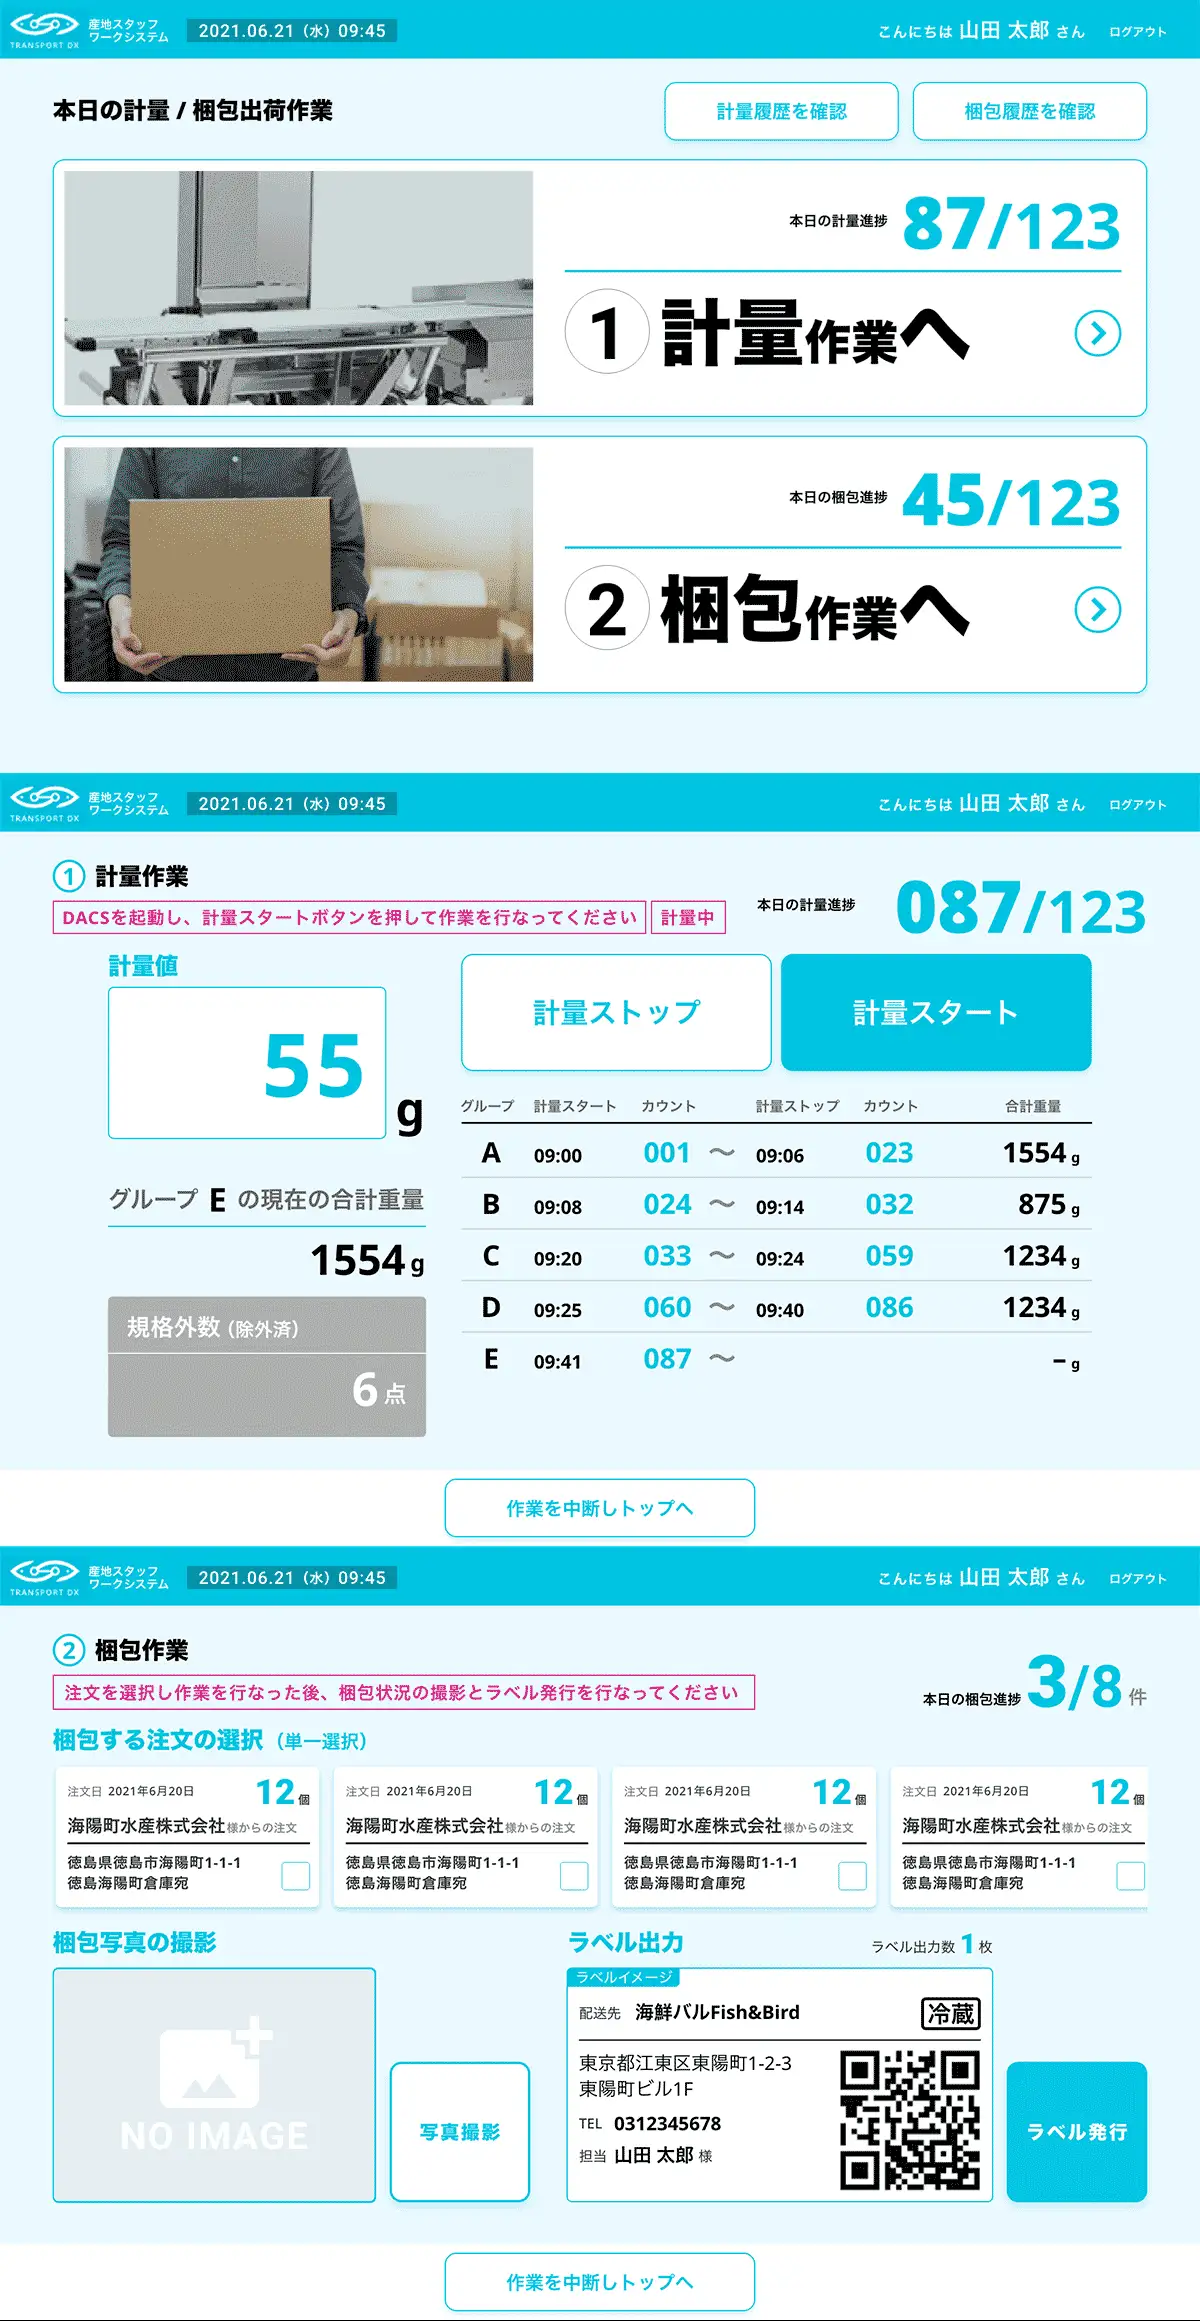 TRANSPORT DX
産地スタッフ
ワークシステム
2021.06.21（水）09:45
こんにちは 山田 太郎 さん
ログアウト
本日の計量 / 梱包出荷作業
計量履歴を確認
梱包履歴を確認
本日の計量進捗 87/123
1 計量作業へ
本日の梱包進捗 45/123
2 梱包作業へ
TRANSPORT DX
産地スタッフ
ワークシステム
2021.06.21（水）09:45
こんにちは 山田 太郎 さん
ログアウト
1 計量作業
DACSを起動し、計量スタートボタンを押して作業を行なってください
計量中
本日の計量進捗 087/123
計量値
55 g
計量ストップ
計量スタート
グループ E の現在の合計重量
1554 g
規格外数（除外済）
6 点
グループ 計量スタート カウント 計量ストップ カウント 合計重量
A 09:00 001 〜 09:06 023 1554 g
B 09:08 024 〜 09:14 032 875 g
C 09:20 033 〜 09:24 059 1234 g
D 09:25 060 〜 09:40 086 1234 g
E 09:41 087 〜 – g
作業を中断しトップへ
TRANSPORT DX
産地スタッフ
ワークシステム
2021.06.21（水）09:45
こんにちは 山田 太郎 さん
ログアウト
2 梱包作業
注文を選択し作業を行なった後、梱包状況の撮影とラベル発行を行なってください
本日の梱包進捗 3/8 件
梱包する注文の選択（単一選択）
注文日 2021年6月20日 12個
海陽町水産株式会社様からの注文
徳島県徳島市海陽町1-1-1
徳島海陽町倉庫宛
注文日 2021年6月20日 12個
海陽町水産株式会社様からの注文
徳島県徳島市海陽町1-1-1
徳島海陽町倉庫宛
注文日 2021年6月20日 12個
海陽町水産株式会社様からの注文
徳島県徳島市海陽町1-1-1
徳島海陽町倉庫宛
注文日 2021年6月20日 12個
海陽町水産株式会社様からの注文
徳島県徳島市海陽町1-1-1
徳島海陽町倉庫宛
梱包写真の撮影
NO IMAGE
写真撮影
ラベル出力
ラベル出力数 1 枚
ラベルイメージ
配送先 海鮮バルFish&Bird
冷蔵
東京都江東区東陽町1-2-3
東陽町ビル1F
TEL 0312345678
担当 山田 太郎 様
ラベル発行
作業を中断しトップへ